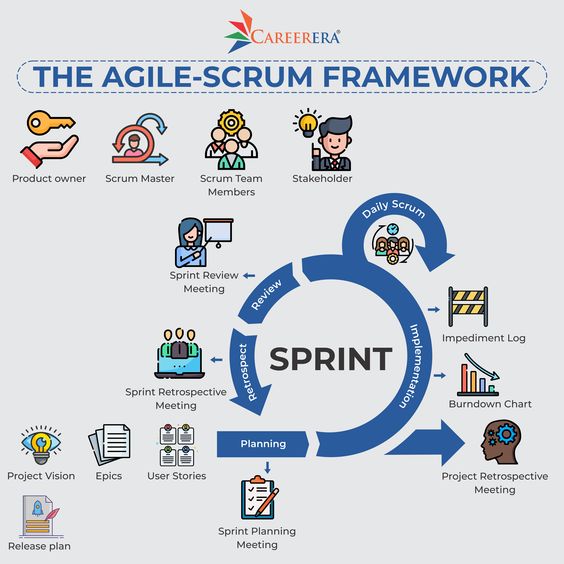 CAREERERA®
THE AGILE-SCRUM FRAMEWORK
Product owner
Scrum Master
Scrum Team
Members
Stakeholder
Daily Scrum
Sprint Review
Meeting
Review
Impediment Log
Implementation
SPRINT
Retrospect
Sprint Retrospective
Meeting
Burndown Chart
Planning
Project Vision
Epics
User Stories
Project Retrospective
Meeting
Sprint Planning
Meeting
Release plan